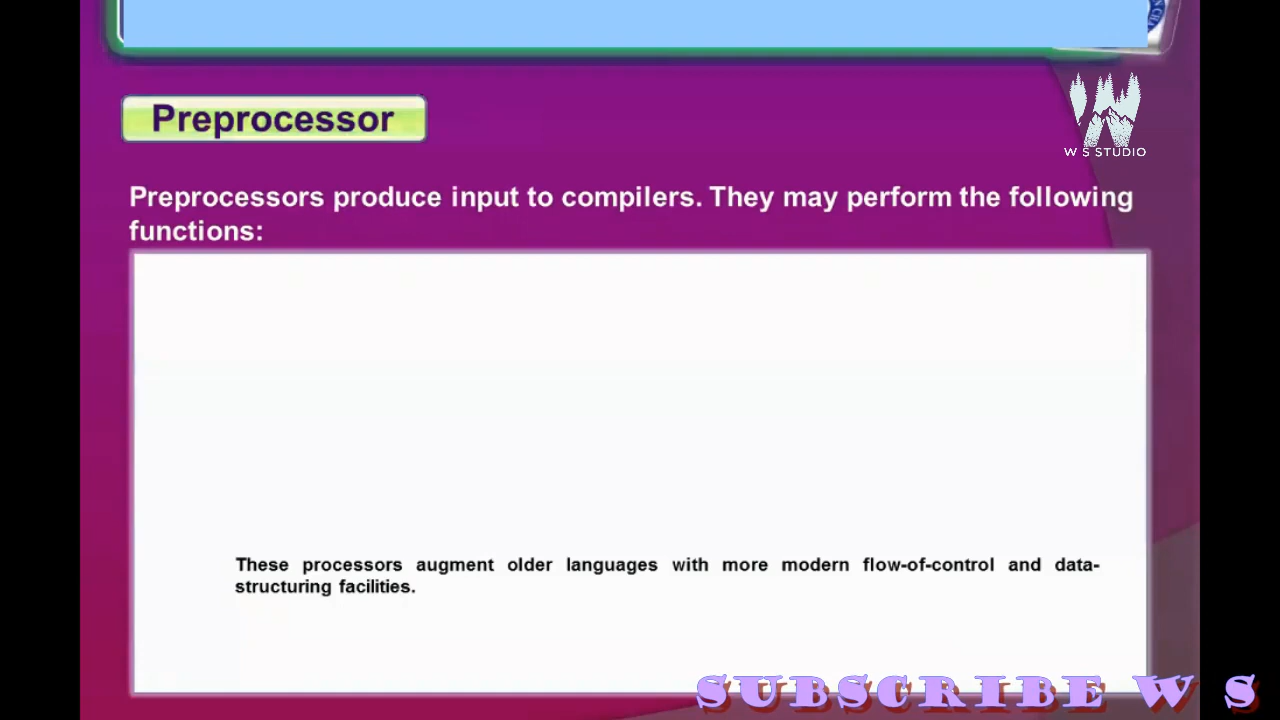 Preprocessor
W S STUDIO
Preprocessors produce input to compilers. They may perform the following
functions:
These processors augment older languages with more modern flow-of-control and data-
structuring facilities.
SUBSCRIBE W S